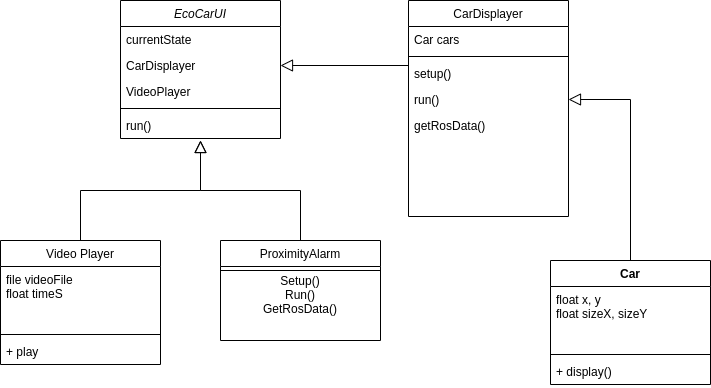 EcoCarUI
currentState
CarDisplayer
VideoPlayer
run()
CarDisplayer
Car cars
setup()
run()
getRosData()
Video Player
file videoFile
float timeS
+ play
ProximityAlarm
Setup()
Run()
GetRosData()
Car
float x, y
float sizeX, sizeY
+ display()